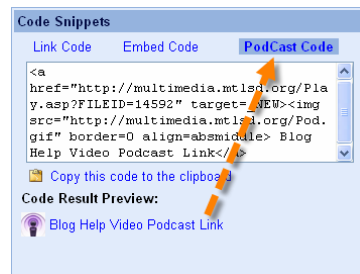 Code Snippets
Link Code Embed Code PodCast Code
<a
href="http://multimedia.mtlsd.org/Pla
y.asp?FILEID=14592" target=_NEW><img
src="http://multimedia.mtlsd.org/Pod.
gif" border=0 align=absmiddle> Blog
Help Video Podcast Link</a>
Copy this code to the clipboard
Code Result Preview:
Blog Help Video Podcast Link